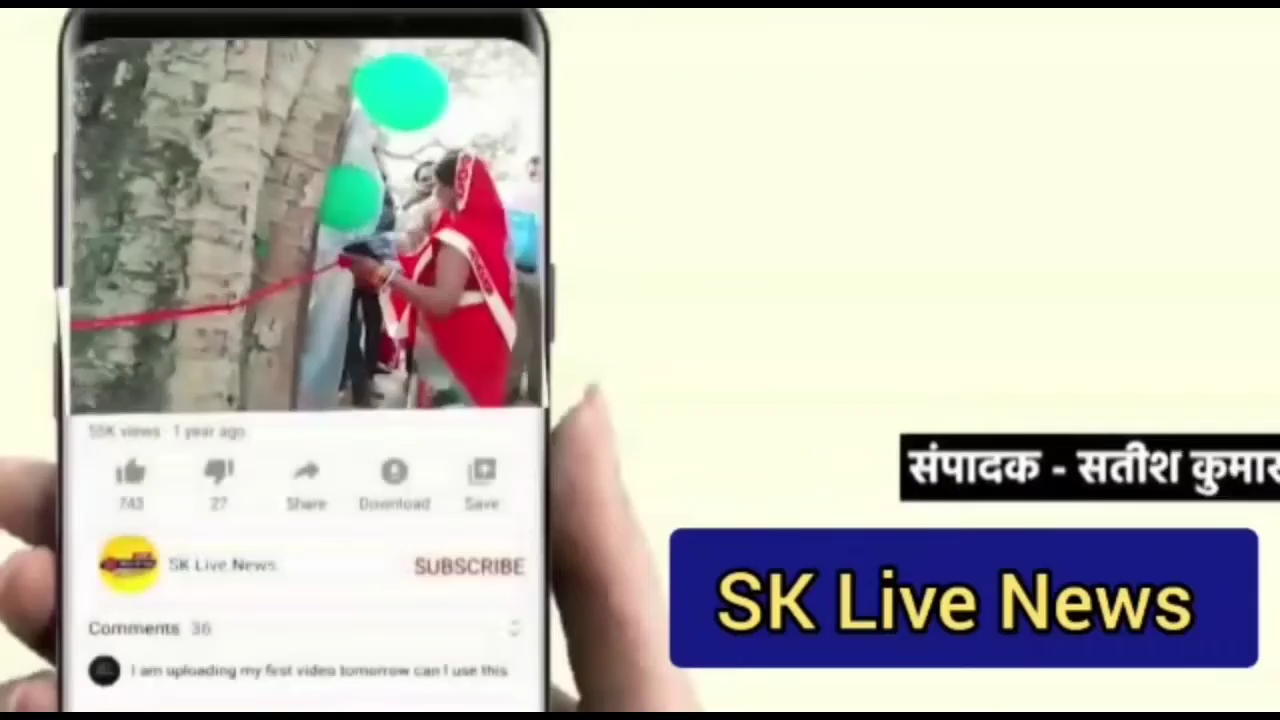 55K views 1 year ago
743
27
Share
Download
Save
SK Live News
SUBSCRIBE
Comments 36
I am uploading my first video tomorrow can I use this
संपादक - सतीश कुमार
SK Live News